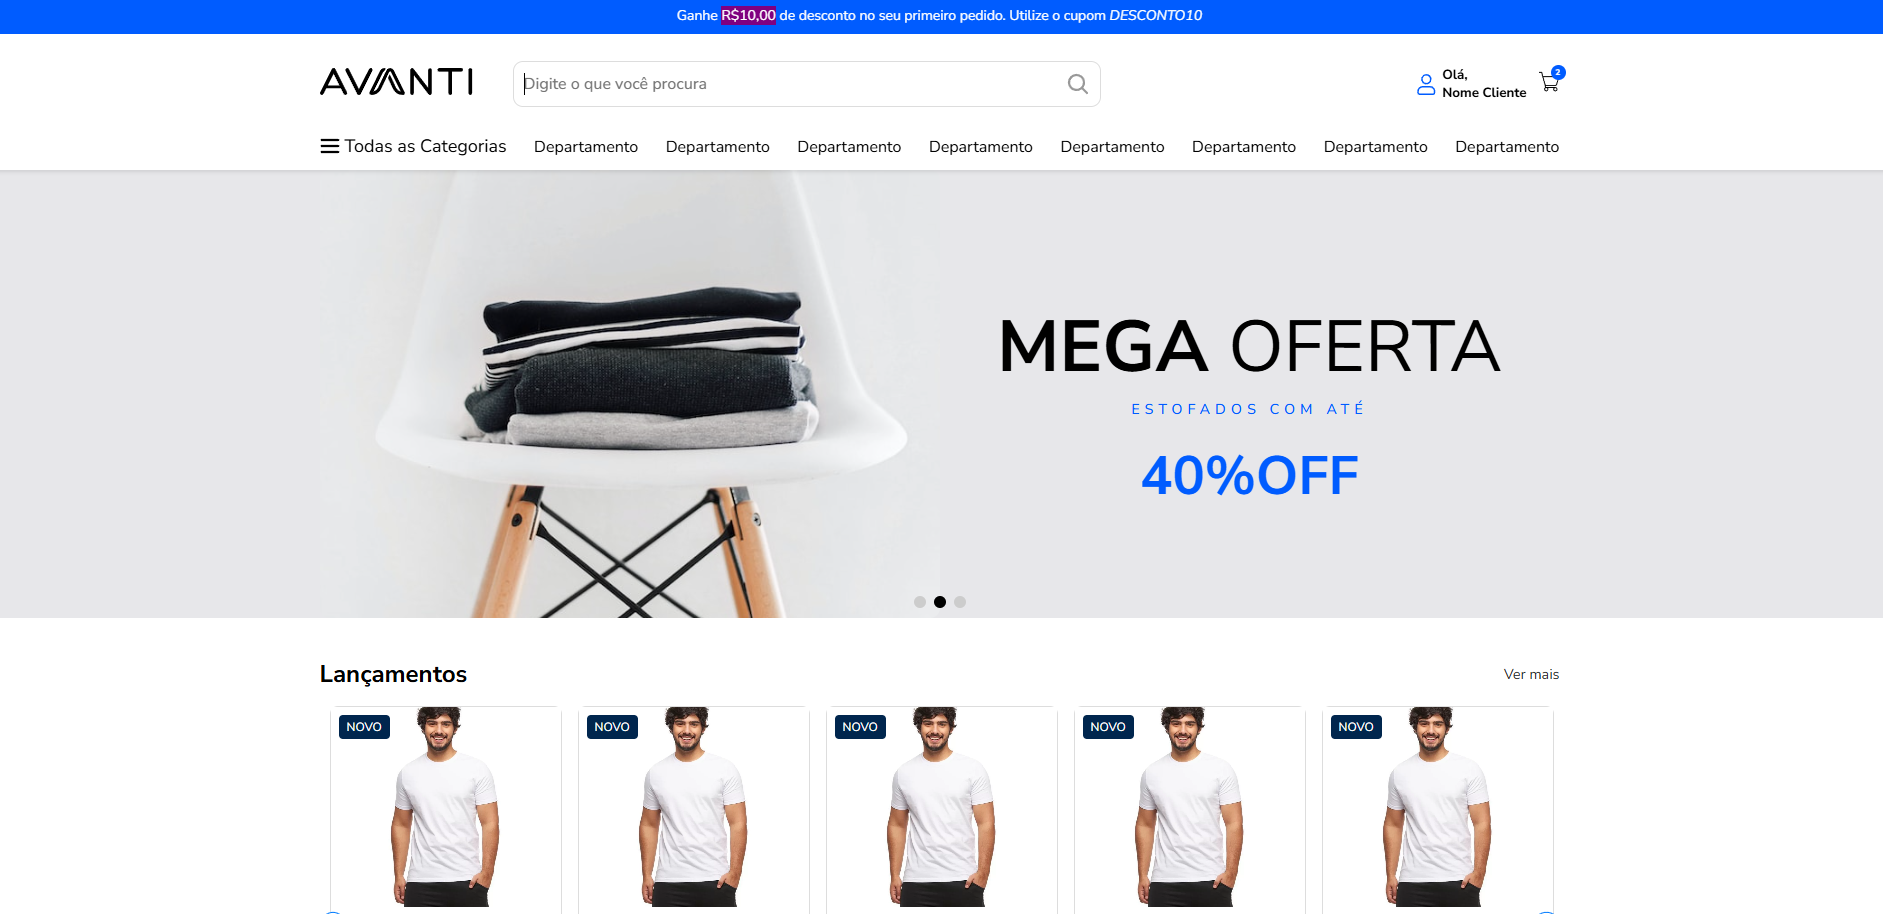 Ganhe R$10,00 de desconto no seu primeiro pedido. Utilize o cupom DESCONTO10
AVANTI
Digite o que você procura
Olá,
Nome Cliente
2
Todas as Categorias Departamento Departamento Departamento Departamento Departamento Departamento Departamento Departamento
MEGA OFERTA
ESTOFADOS COM ATÉ
40%OFF
Lançamentos
Ver mais
NOVO NOVO NOVO NOVO NOVO